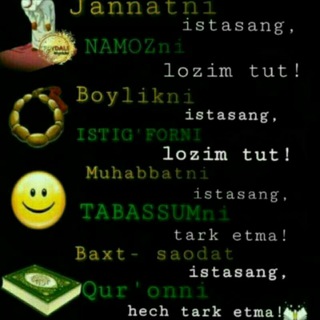 Jannatni
istasang,
NAMOZni
lozim tut!
Boylikni
istasang,
ISTIG'FORNI
lozim tut!
Muhabbatni
istasang,
TABASSUMni
tark etma!
Baxt- saodat
istasang,
Qur'onni
hech tark etma!